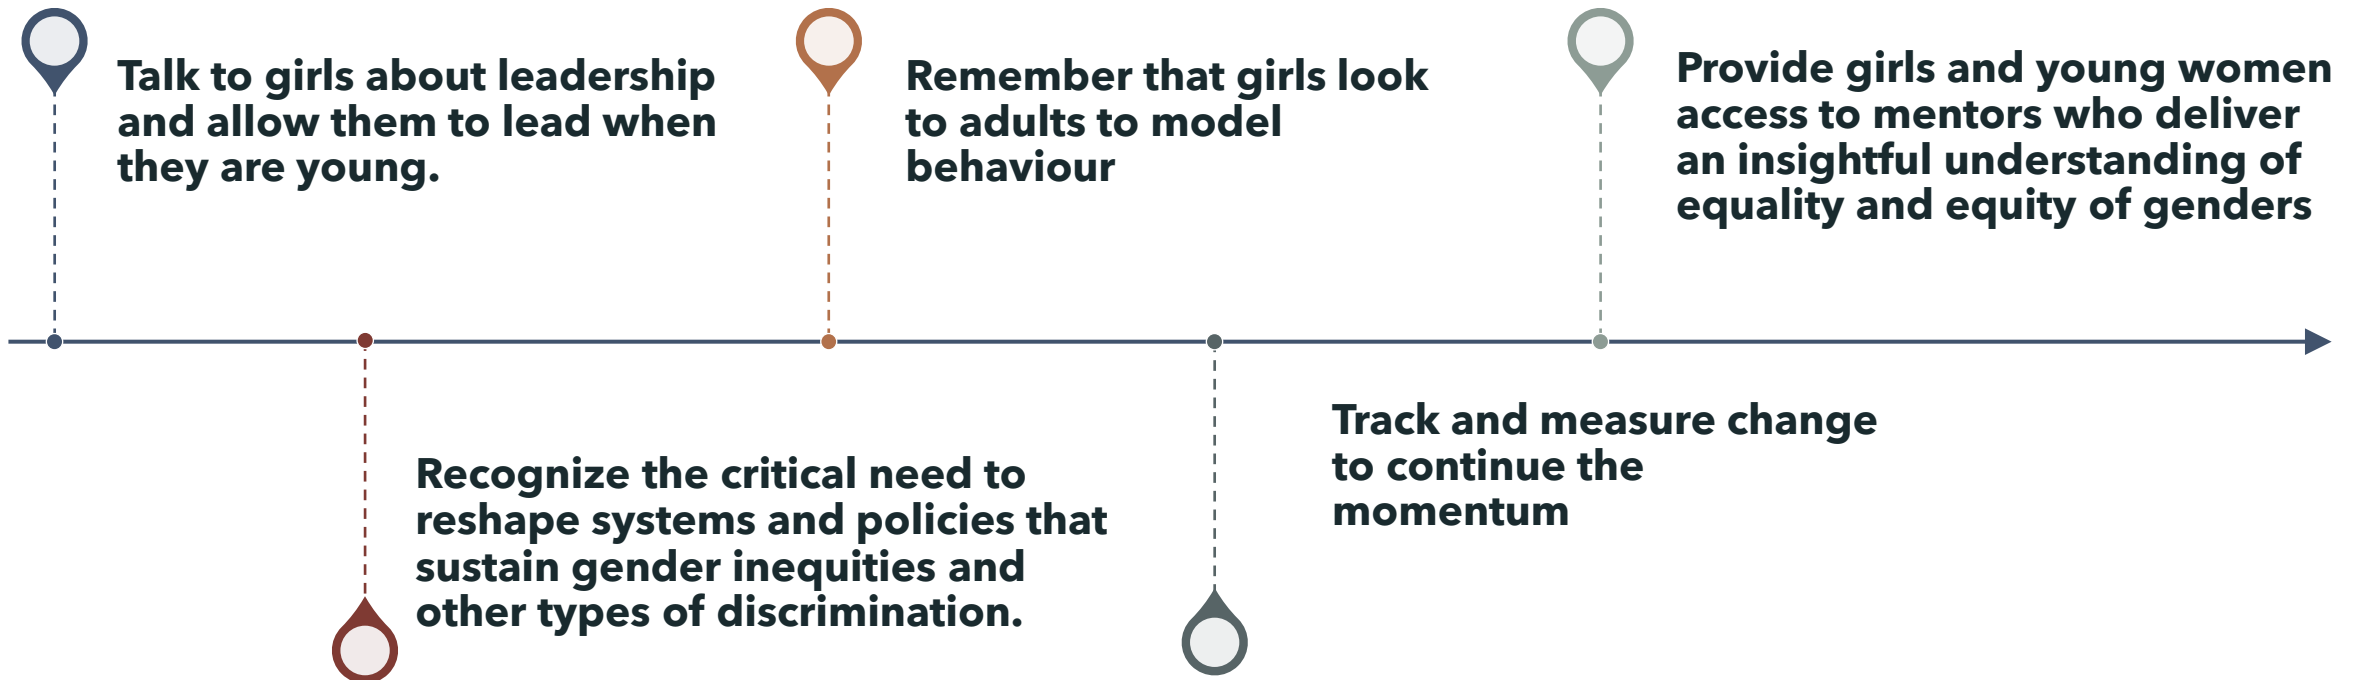 Talk to girls about leadership
and allow them to lead when
they are young.
Recognize the critical need to
reshape systems and policies that
sustain gender inequities and
other types of discrimination.
Remember that girls look
to adults to model
behaviour
Track and measure change
to continue the
momentum
Provide girls and young women
access to mentors who deliver
an insightful understanding of
equality and equity of genders